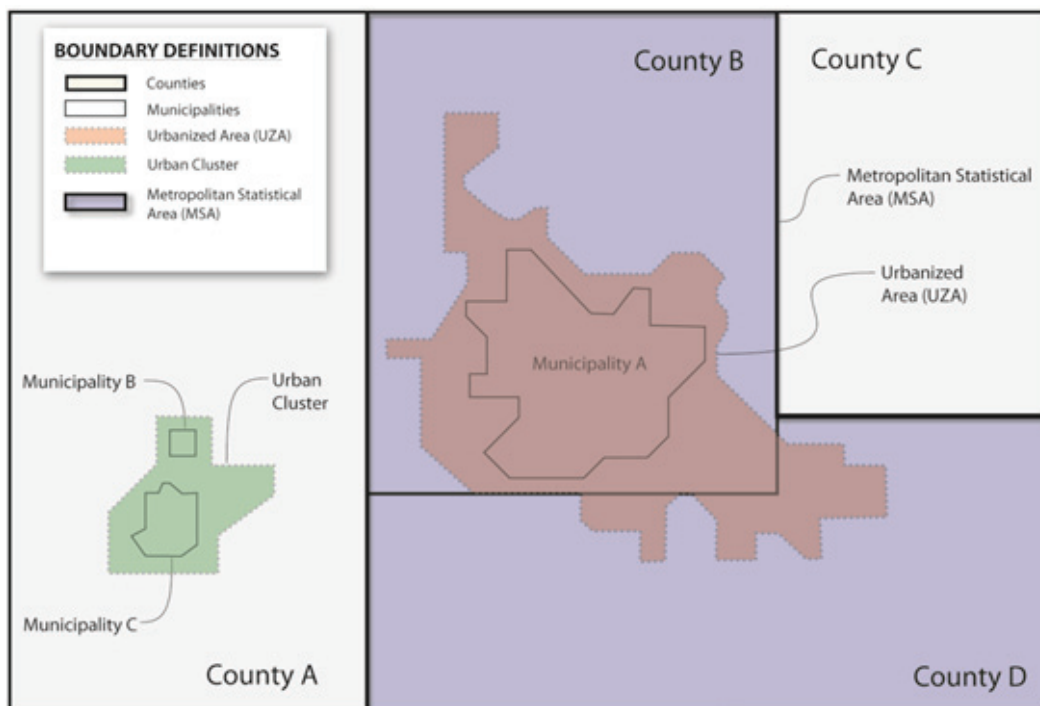 BOUNDARY DEFINITIONS
Counties
Municipalities
Urbanized Area (UZA)
Urban Cluster
Metropolitan Statistical
Area (MSA)
County B
County C
Metropolitan Statistical
Area (MSA)
Urbanized
Area (UZA)
Municipality A
Municipality B
Urban
Cluster
Municipality C
County A
County D